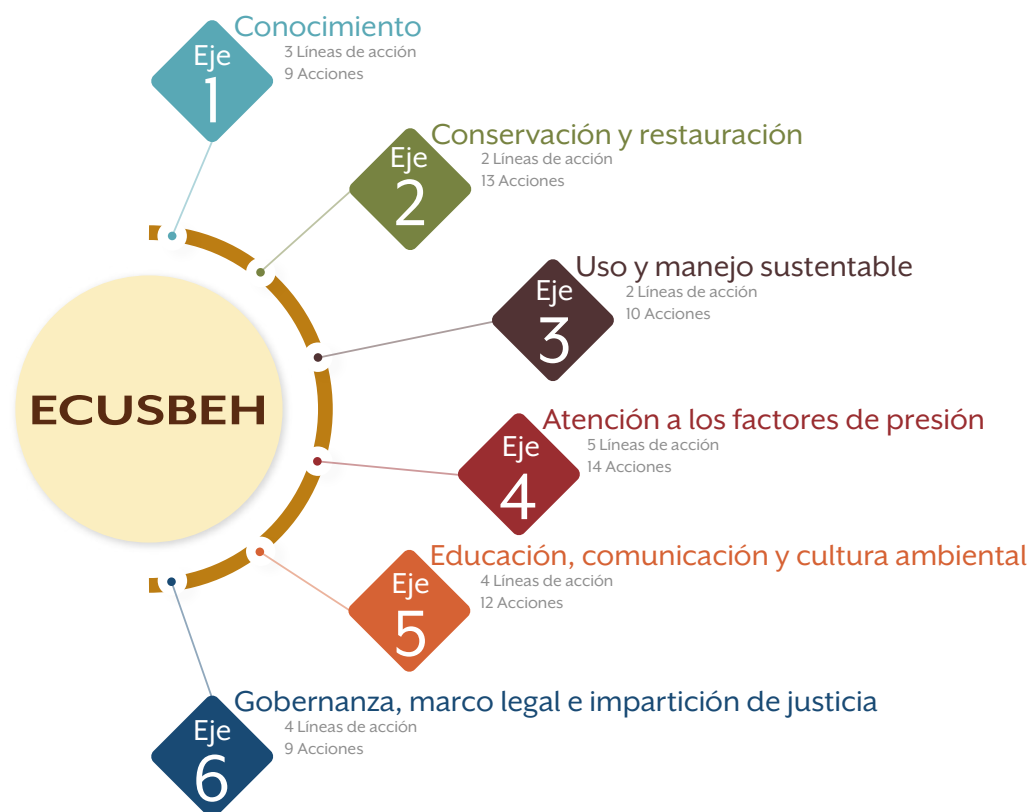 Conocimiento
Eje
1
3 Líneas de acción
9 Acciones
Conservación y restauración
Eje
2
2 Líneas de acción
13 Acciones
Uso y manejo sustentable
Eje
3
2 Líneas de acción
10 Acciones
ECUSBEH
Atención a los factores de presión
Eje
4
5 Líneas de acción
14 Acciones
Educación, comunicación y cultura ambiental
Eje
5
4 Líneas de acción
12 Acciones
Gobernanza, marco legal e impartición de justicia
Eje
6
4 Líneas de acción
9 Acciones